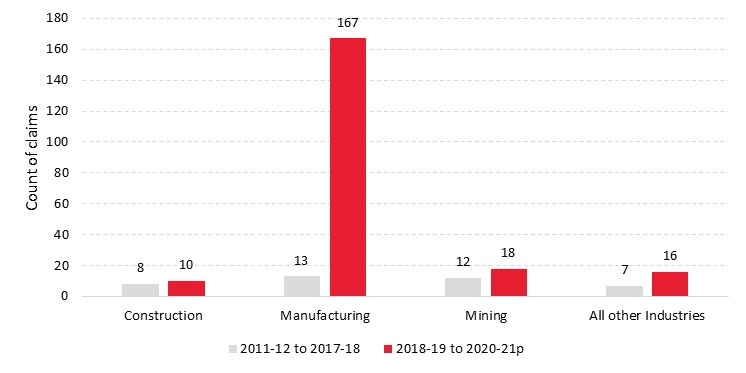 180
167
160
140
120
100
80
60
40
20
0
Count of claims
8
10
13
12
18
7
16
Construction
Manufacturing
Mining
All other Industries
2011-12 to 2017-18
2018-19 to 2020-21p